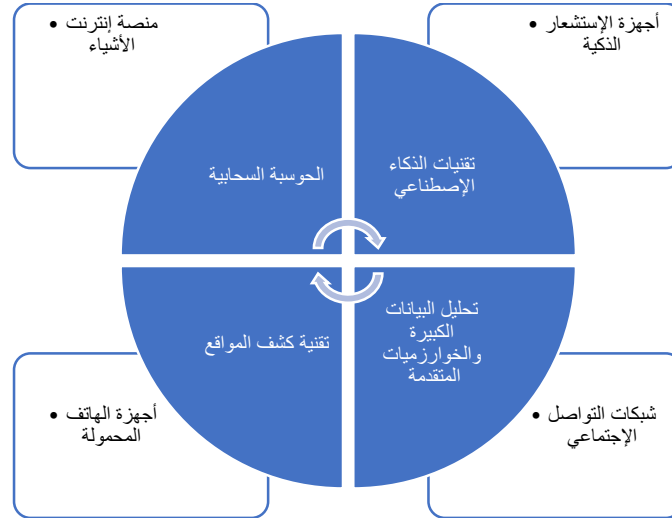 أجهزة الإستشعار
الذكية
منصة إنترنت
الأشياء
تقنيات الذكاء
الإصطناعي
الحوسبة السحابية
تحليل البيانات
الكبيرة
والخوارزميات
المتقدمة
تقنية كشف المواقع
شبكات التواصل
الإجتماعي
أجهزة الهاتف
المحمولة